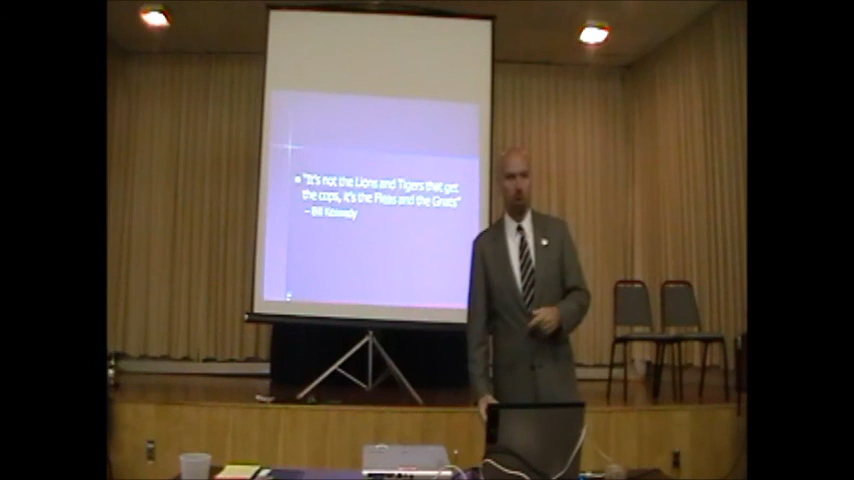 "It's not the Lions and Tigers that get
the cops, it's the Fleas and the Gnats"
– Bill Kennedy